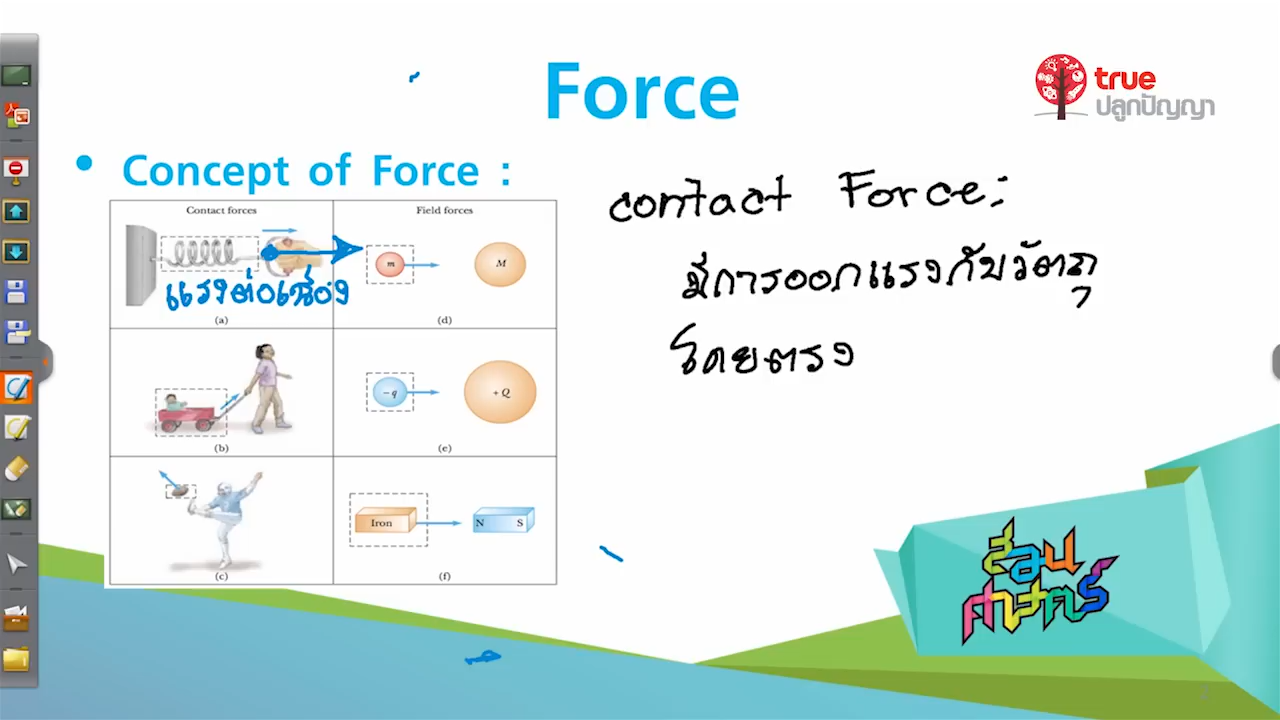 Force
true
ปลูกปัญญา
• Concept of Force :
contact Force:
มีการออกแรงกับวัตถุ
โดยตรง
Contact forces
Field forces
แรงต่อเนื่อง
(a)
m
M
(d)
(b)
−q
+Q
(e)
(c)
Iron
N S
(f)
สอน
ศาสตร์